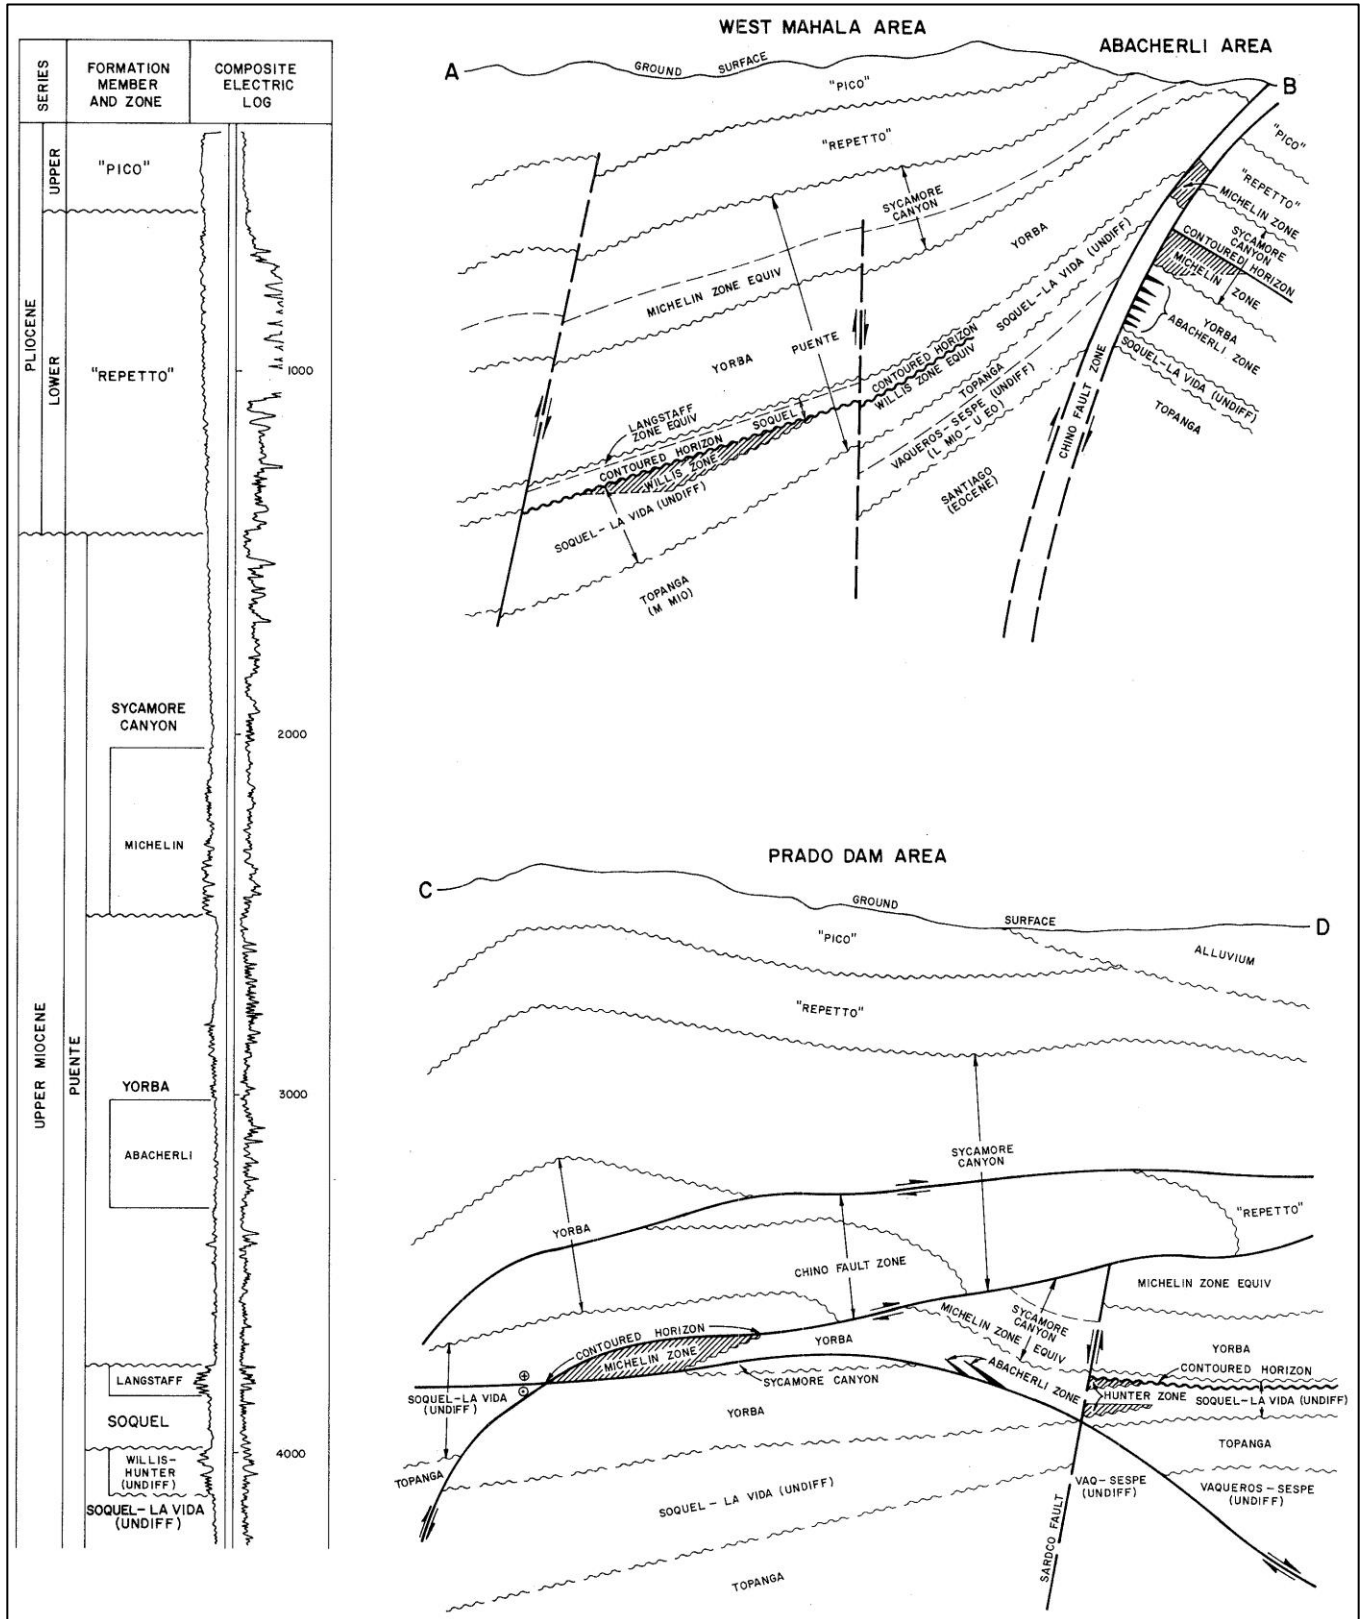 SERIES
FORMATION
MEMBER
AND ZONE
COMPOSITE
ELECTRIC
LOG
PLIOCENE
UPPER
LOWER
"PICO"
"REPETTO"
1000
UPPER MIOCENE
PUENTE
SYCAMORE
CANYON
2000
MICHELIN
YORBA
3000
ABACHERLI
LANGSTAFF
SOQUEL
4000
WILLIS-
HUNTER
(UNDIFF)
SOQUEL-LA VIDA
(UNDIFF)
WEST MAHALA AREA
ABACHERLI AREA
A
GROUND SURFACE
B
"PICO"
"REPETTO"
SYCAMORE
CANYON
YORBA
MICHELIN ZONE EQUIV
PUENTE
YORBA
SOQUEL-LA VIDA (UNDIFF)
LANGSTAFF
ZONE EQUIV
SOQUEL
CONTOURED HORIZON
WILLIS ZONE EQUIV
CONTOURED HORIZON
WILLIS ZONE
SOQUEL-LA VIDA (UNDIFF)
TOPANGA
VAQUEROS-SESPE (UNDIFF)
(L MIO-U EO)
SANTIAGO
(EOCENE)
TOPANGA
(M MIO)
CHINO FAULT ZONE
"PICO"
"REPETTO"
MICHELIN ZONE
SYCAMORE
CANYON
CONTOURED HORIZON
MICHELIN ZONE
YORBA
ABACHERLI ZONE
SOQUEL-LA VIDA (UNDIFF)
TOPANGA
PRADO DAM AREA
C
GROUND SURFACE
D
"PICO"
ALLUVIUM
"REPETTO"
SYCAMORE
CANYON
YORBA
"REPETTO"
CHINO FAULT ZONE
MICHELIN ZONE EQUIV
CONTOURED HORIZON
MICHELIN ZONE
YORBA
MICHELIN ZONE EQUIV
SYCAMORE
CANYON
YORBA
SYCAMORE CANYON
ABACHERLI ZONE
CONTOURED HORIZON
HUNTER ZONE
SOQUEL-LA VIDA
(UNDIFF)
SOQUEL-LA VIDA
(UNDIFF)
YORBA
TOPANGA
TOPANGA
SOQUEL-LA VIDA (UNDIFF)
VAQ-SESPE
(UNDIFF)
VAQUEROS-SESPE
(UNDIFF)
SARDCO FAULT
TOPANGA